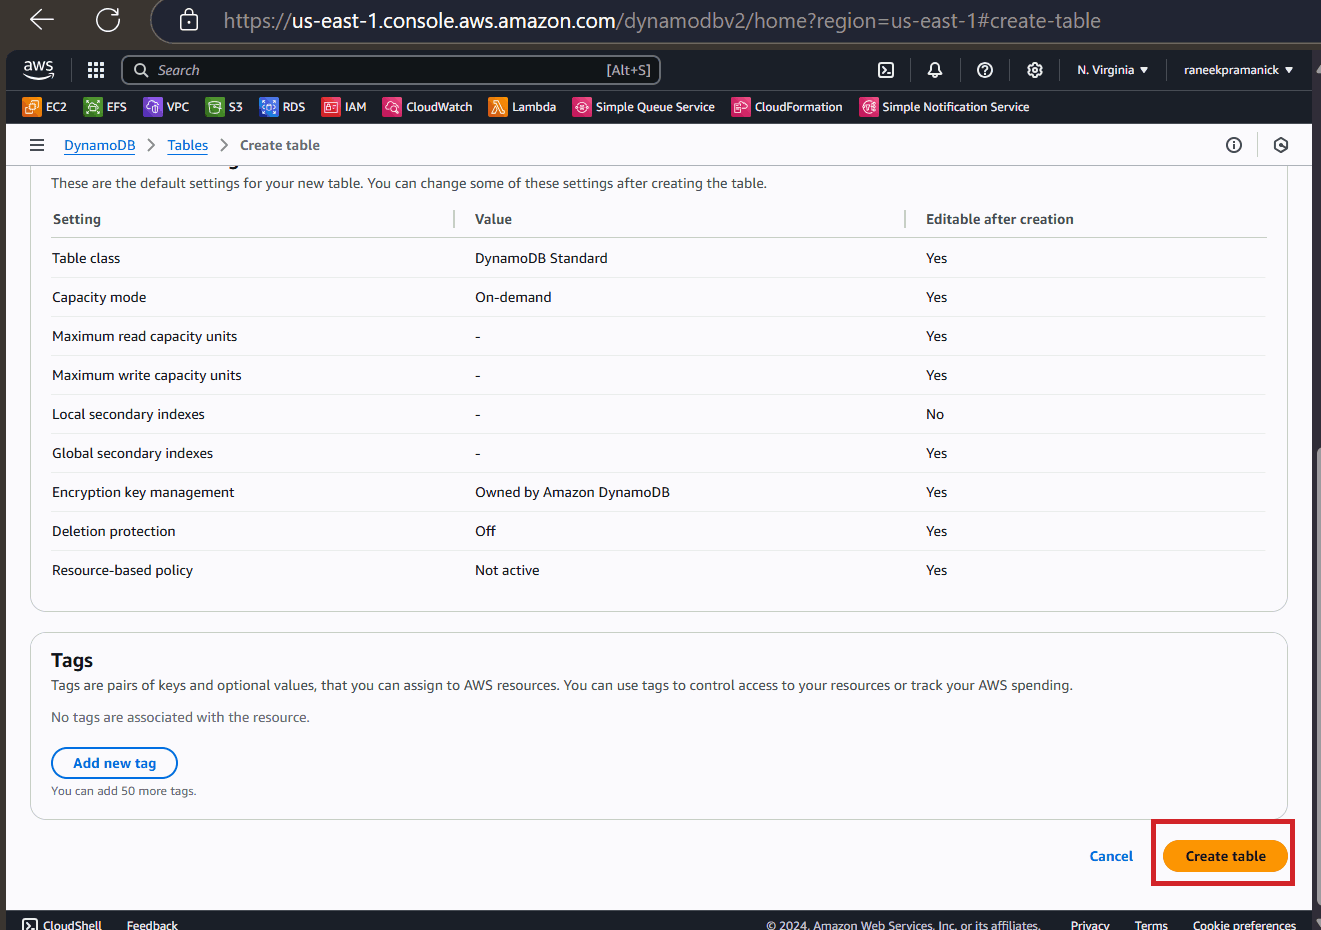 https://us-east-1.console.aws.amazon.com/dynamodbv2/home?region=us-east-1#create-table
aws Search [Alt+S] N. Virginia raneekpramanick
EC2 EFS VPC S3 RDS IAM CloudWatch Lambda Simple Queue Service CloudFormation Simple Notification Service
DynamoDB Tables Create table
These are the default settings for your new table. You can change some of these settings after creating the table.
Setting Value Editable after creation
Table class DynamoDB Standard Yes
Capacity mode On-demand Yes
Maximum read capacity units - Yes
Maximum write capacity units - Yes
Local secondary indexes - No
Global secondary indexes - Yes
Encryption key management Owned by Amazon DynamoDB Yes
Deletion protection Off Yes
Resource-based policy Not active Yes
Tags
Tags are pairs of keys and optional values, that you can assign to AWS resources. You can use tags to control access to your resources or track your AWS spending.
No tags are associated with the resource.
Add new tag
You can add 50 more tags.
Cancel Create table
CloudShell Feedback © 2024, Amazon Web Services, Inc. or its affiliates. Privacy Terms Cookie preferences